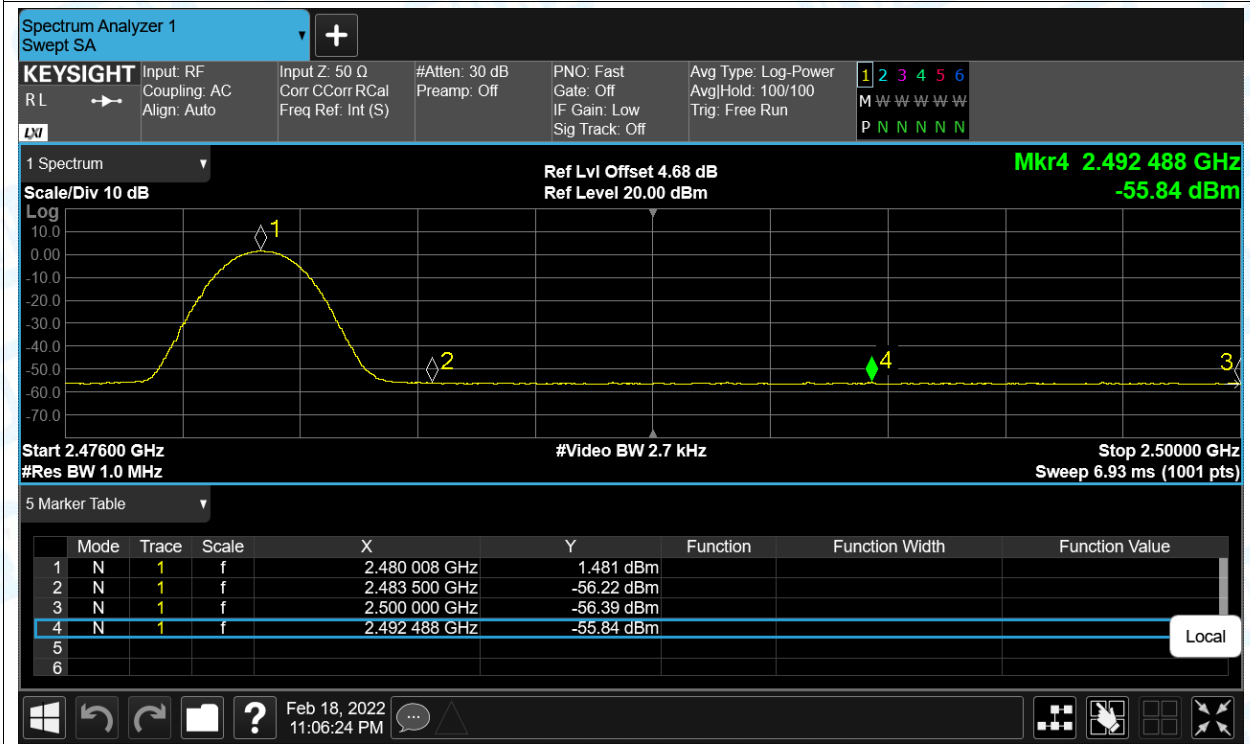 Spectrum Analyzer 1
Swept SA
KEYSIGHT
RL
LXI
Input: RF
Coupling: AC
Align: Auto
Input Z: 50 Ω
Corr CCorr RCal
Freq Ref: Int (S)
#Atten: 30 dB
Preamp: Off
PNO: Fast
Gate: Off
IF Gain: Low
Sig Track: Off
Avg Type: Log-Power
Avg|Hold: 100/100
Trig: Free Run
1 2 3 4 5 6
M W W W W W
P N N N N N
1 Spectrum
Scale/Div 10 dB
Ref Lvl Offset 4.68 dB
Ref Level 20.00 dBm
Mkr4 2.492 488 GHz
-55.84 dBm
Log
10.0
0.00
-10.0
-20.0
-30.0
-40.0
-50.0
-60.0
-70.0
1
2
4
3
Start 2.47600 GHz
#Video BW 2.7 kHz
Stop 2.50000 GHz
#Res BW 1.0 MHz
Sweep 6.93 ms (1001 pts)
5 Marker Table
Mode Trace Scale X Y Function Function Width Function Value
1 N 1 f 2.480 008 GHz 1.481 dBm
2 N 1 f 2.483 500 GHz -56.22 dBm
3 N 1 f 2.500 000 GHz -56.39 dBm
4 N 1 f 2.492 488 GHz -55.84 dBm
5
6
Local
Feb 18, 2022
11:06:24 PM